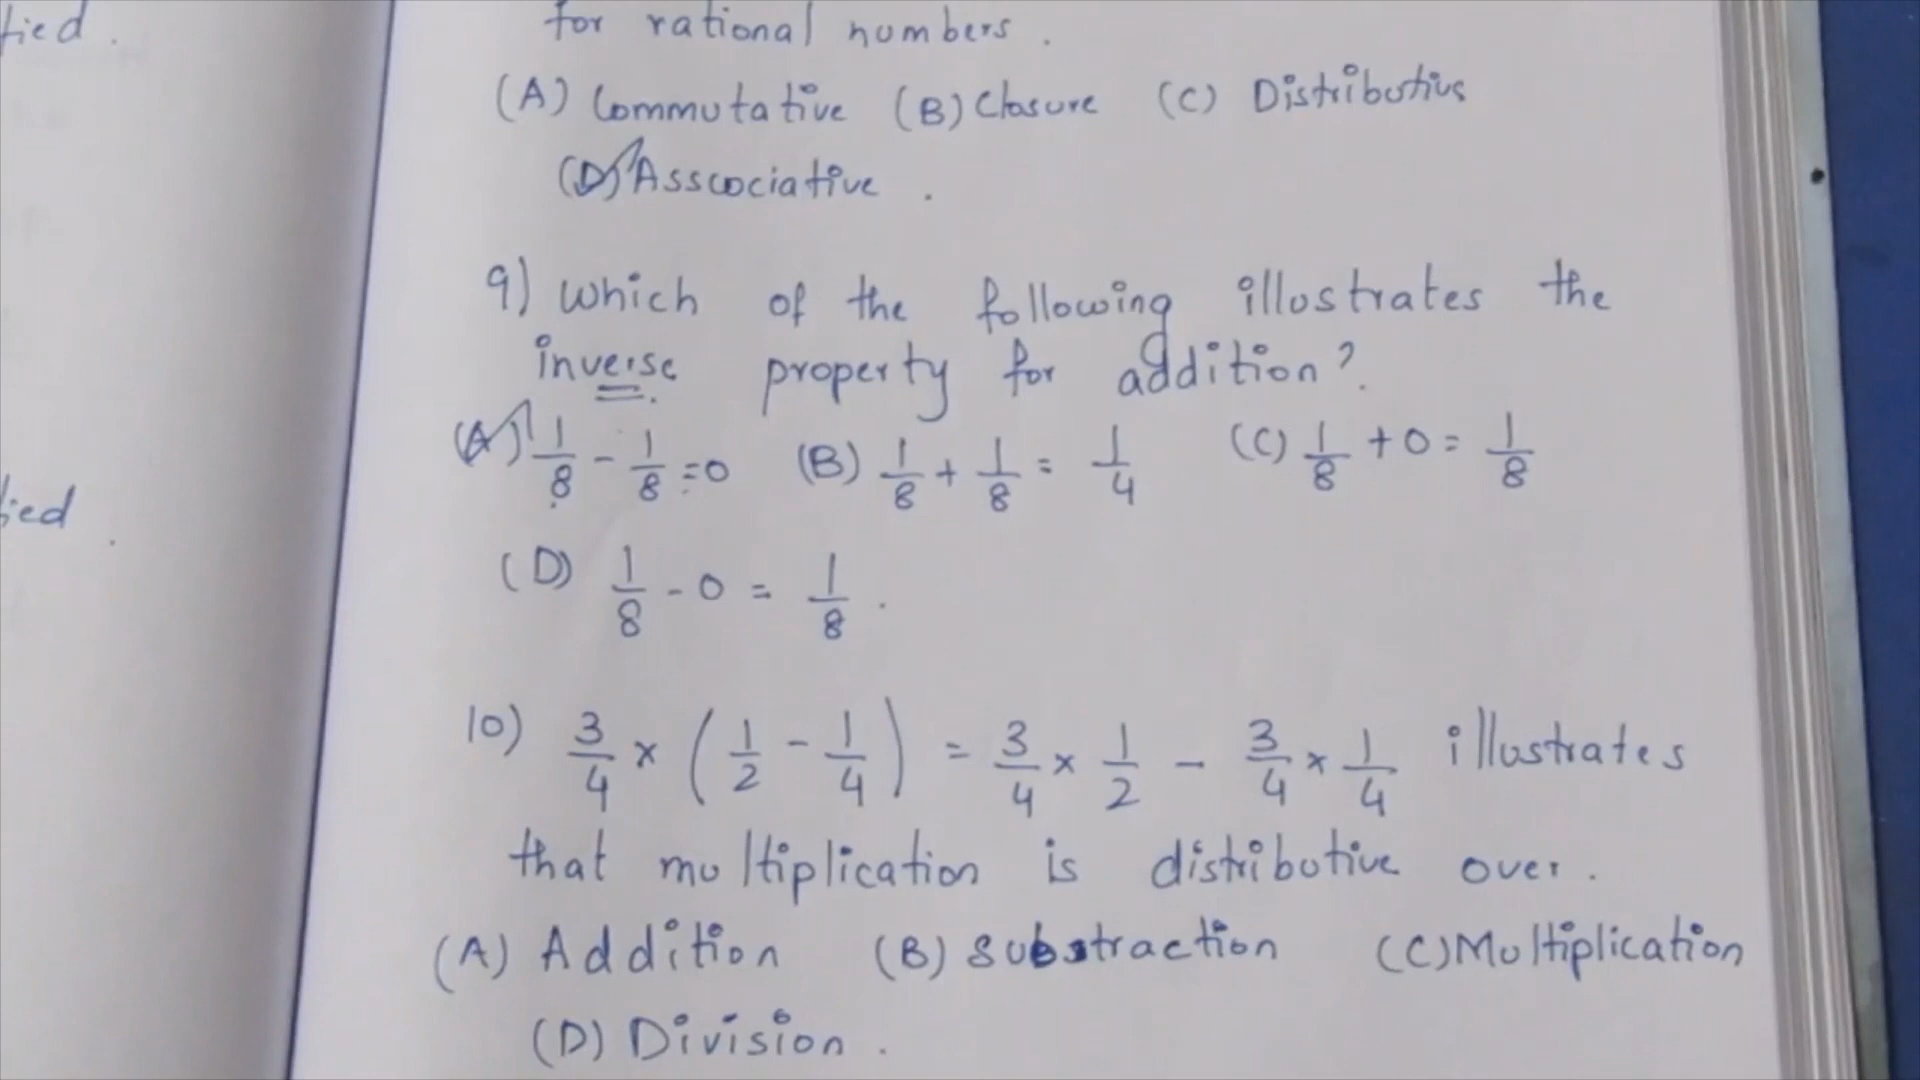 fied.
for rational numbers.
(A) Commutative (B) Closure (C) Distributive
(D) Asscociative.
9) which of the following illustrates the
inverse property for addition?
(A) 1/8 - 1/8 = 0 (B) 1/8 + 1/8 = 1/4 (C) 1/8 + 0 = 1/8
fied.
(D) 1/8 - 0 = 1/8.
10) 3/4 × (1/2 - 1/4) = 3/4 × 1/2 - 3/4 × 1/4 illustrates
that multiplication is distributive over.
(A) Addition (B) Substraction (C) Multiplication
(D) Division.